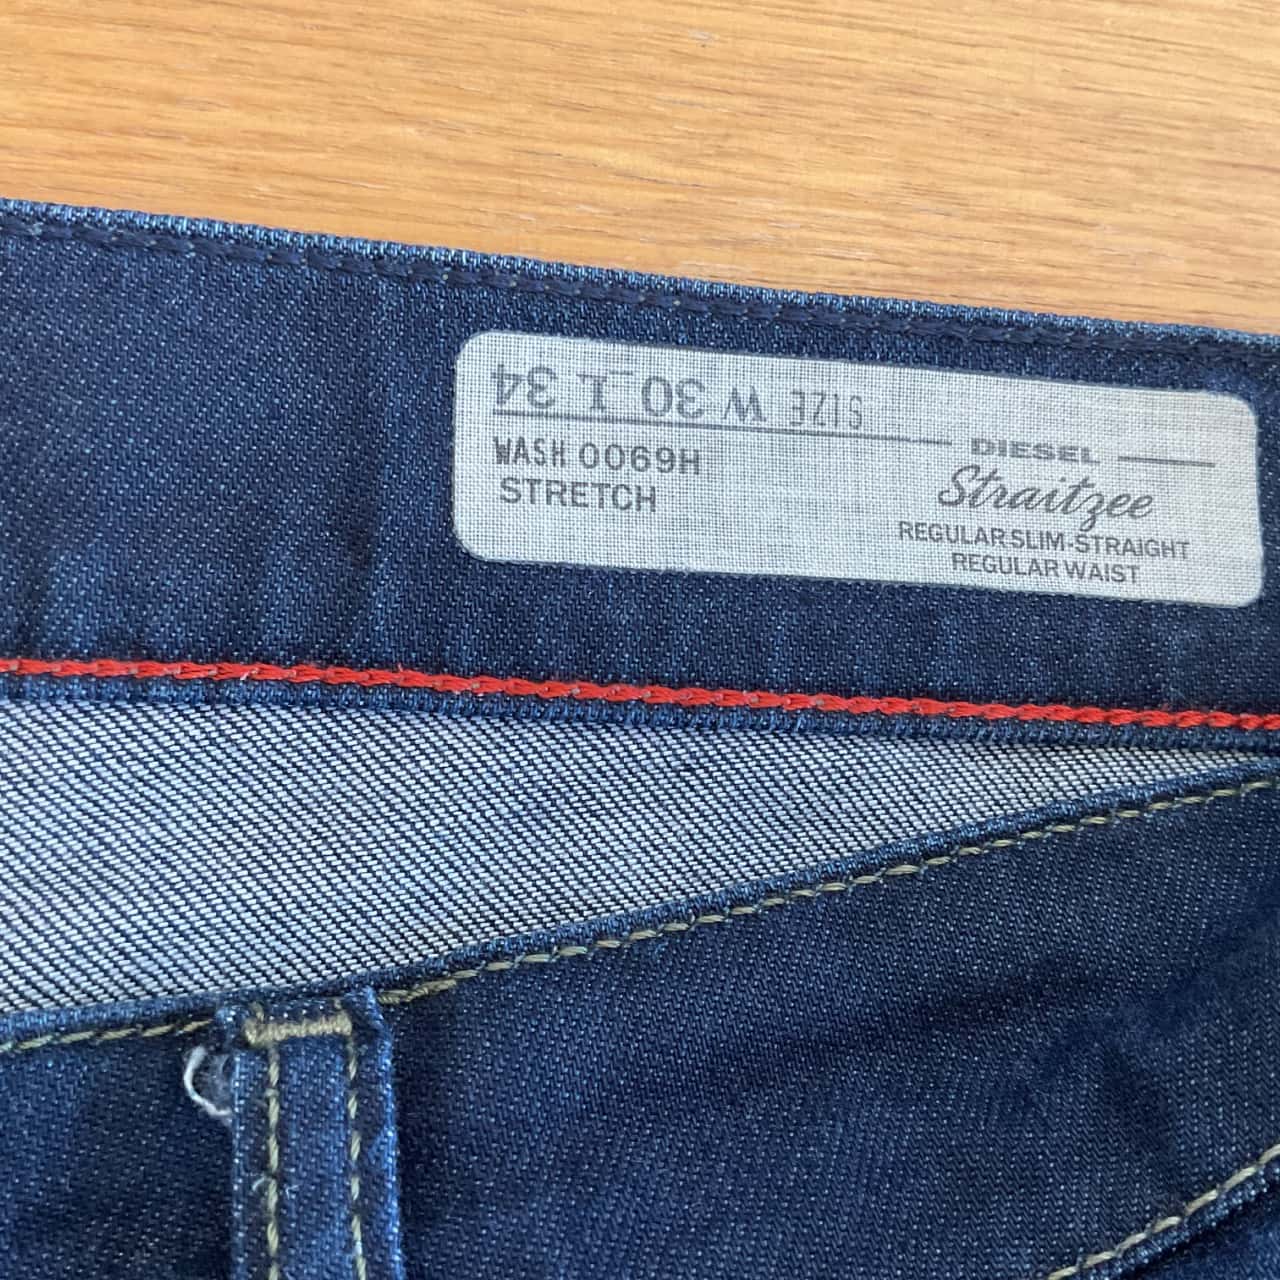 SIZE W 30 L 34
WASH 0069H
STRETCH
DIESEL
Straitzee
REGULAR SLIM-STRAIGHT
REGULAR WAIST